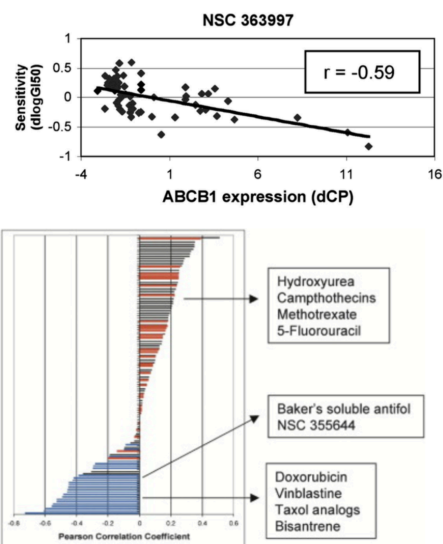 NSC 363997
1
0.5
0
-0.5
-1
Sensitivity
(dlogGI50)
r = -0.59
-4
1
6
11
16
ABCB1 expression (dCP)
Hydroxyurea
Campthothecins
Methotrexate
5-Fluorouracil
Baker's soluble antifol
NSC 355644
Doxorubicin
Vinblastine
Taxol analogs
Bisantrene
-0.8
-0.6
-0.4
-0.2
0
0.2
0.4
0.6
Pearson Correlation Coefficient